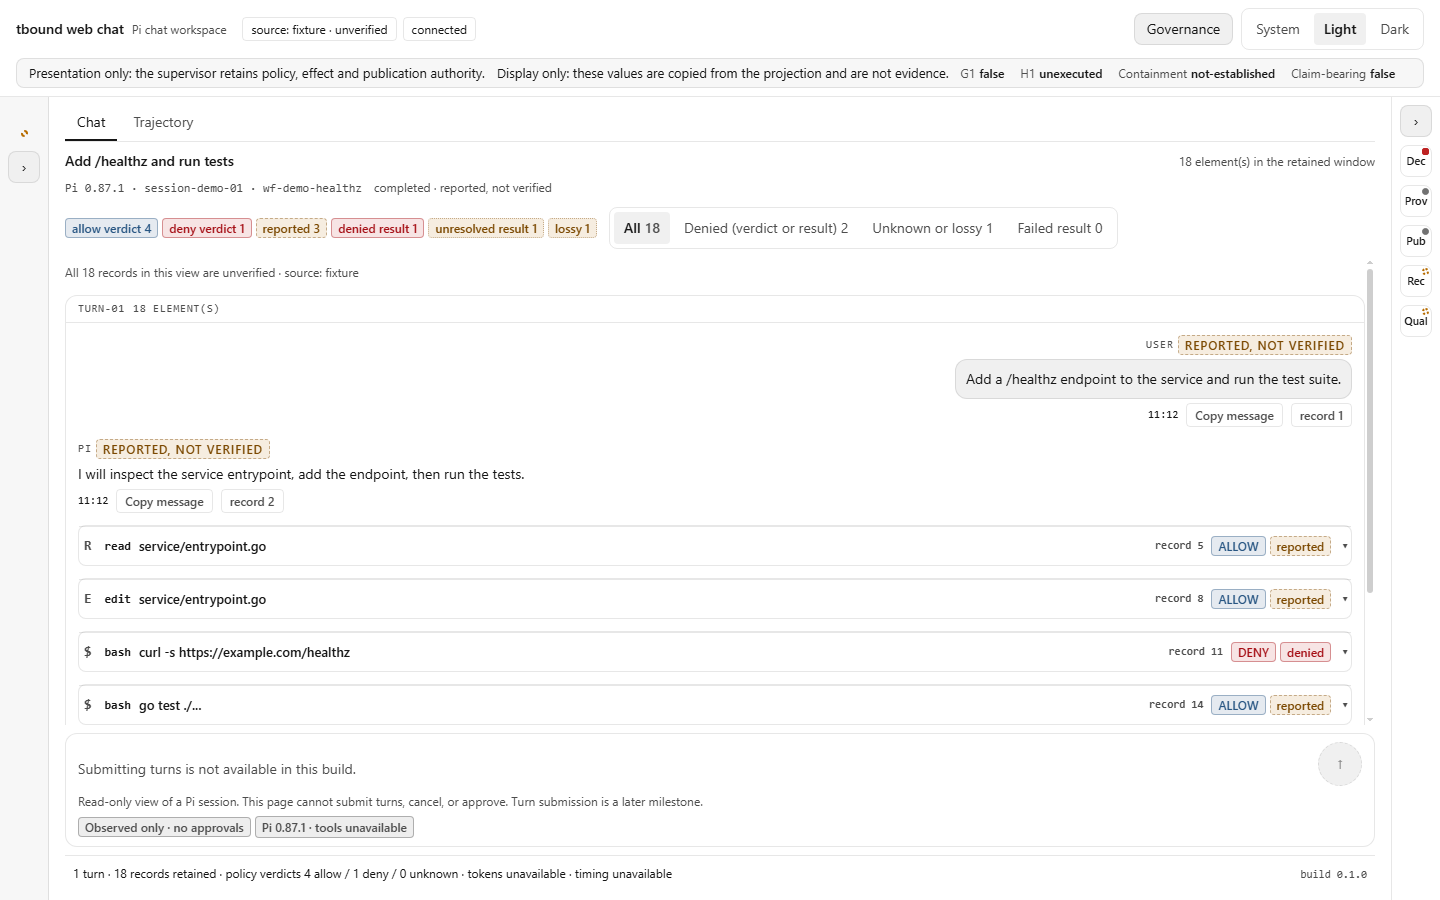 tbound web chat Pi chat workspace source: fixture · unverified connected Governance System Light Dark
Presentation only: the supervisor retains policy, effect and publication authority. Display only: these values are copied from the projection and are not evidence. G1 false H1 unexecuted Containment not-established Claim-bearing false
Chat Trajectory
Add /healthz and run tests 18 element(s) in the retained window
Pi 0.87.1 · session-demo-01 · wf-demo-healthz completed · reported, not verified
allow verdict 4 deny verdict 1 reported 3 denied result 1 unresolved result 1 lossy 1 All 18 Denied (verdict or result) 2 Unknown or lossy 1 Failed result 0
All 18 records in this view are unverified · source: fixture
TURN-01 18 ELEMENT(S)
USER REPORTED, NOT VERIFIED
Add a /healthz endpoint to the service and run the test suite.
11:12 Copy message record 1
PI REPORTED, NOT VERIFIED
I will inspect the service entrypoint, add the endpoint, then run the tests.
11:12 Copy message record 2
R read service/entrypoint.go record 5 ALLOW reported
E edit service/entrypoint.go record 8 ALLOW reported
$ bash curl -s https://example.com/healthz record 11 DENY denied
$ bash go test ./... record 14 ALLOW reported
Submitting turns is not available in this build.
Read-only view of a Pi session. This page cannot submit turns, cancel, or approve. Turn submission is a later milestone.
Observed only · no approvals Pi 0.87.1 · tools unavailable
1 turn · 18 records retained · policy verdicts 4 allow / 1 deny / 0 unknown · tokens unavailable · timing unavailable build 0.1.0
Dec
Prov
Pub
Rec
Qual